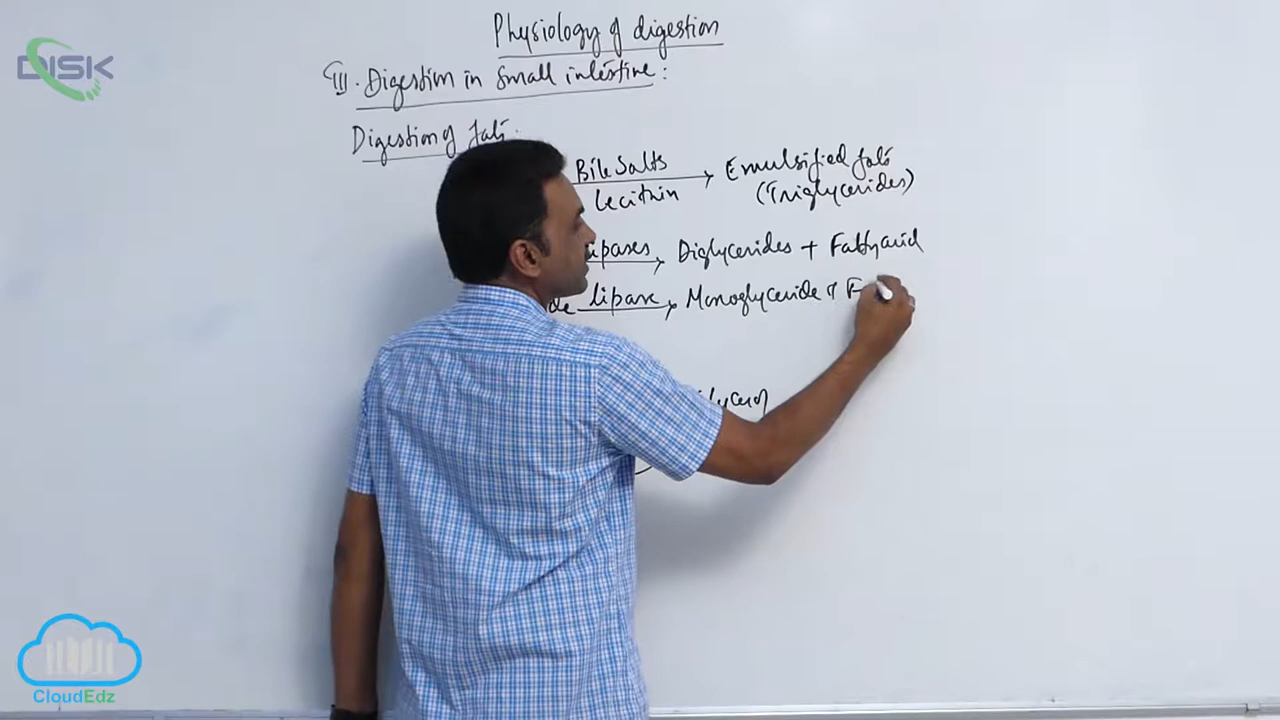 Physiology of digestion
DISK
III. Digestion in Small intestine:
Digestion of fats.
Bile Salts
lecithin
Emulsified fats
(Triglycerides)
lipases Diglycerides + Fatty acid
de lipase Monoglyceride + F
CloudEdz